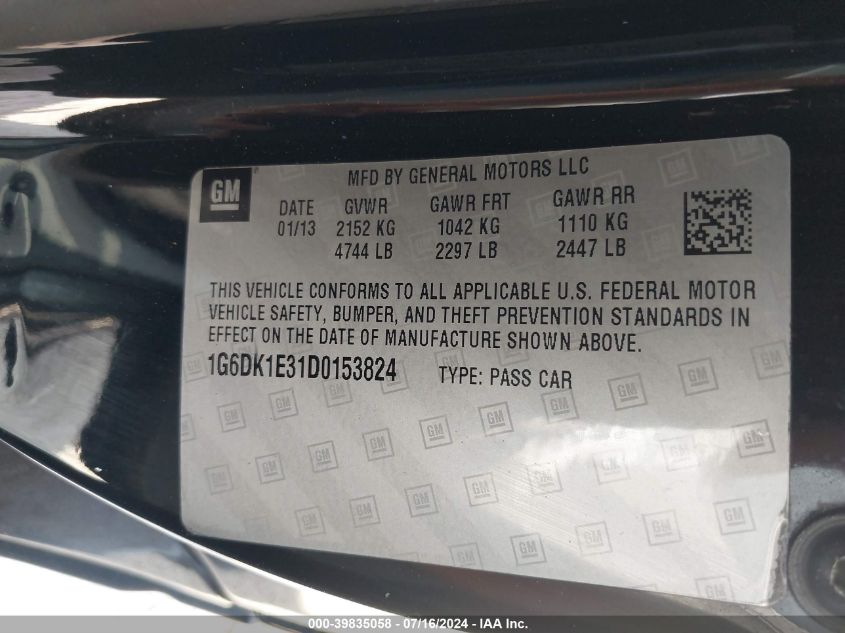 GM
MFD BY GENERAL MOTORS LLC
DATE GVWR GAWR FRT GAWR RR
01/13 2152 KG 1042 KG 1110 KG
4744 LB 2297 LB 2447 LB
THIS VEHICLE CONFORMS TO ALL APPLICABLE U.S. FEDERAL MOTOR
VEHICLE SAFETY, BUMPER, AND THEFT PREVENTION STANDARDS IN
EFFECT ON THE DATE OF MANUFACTURE SHOWN ABOVE.
1G6DK1E31D0153824 TYPE: PASS CAR
000-39835058 - 07/16/2024 - IAA Inc.